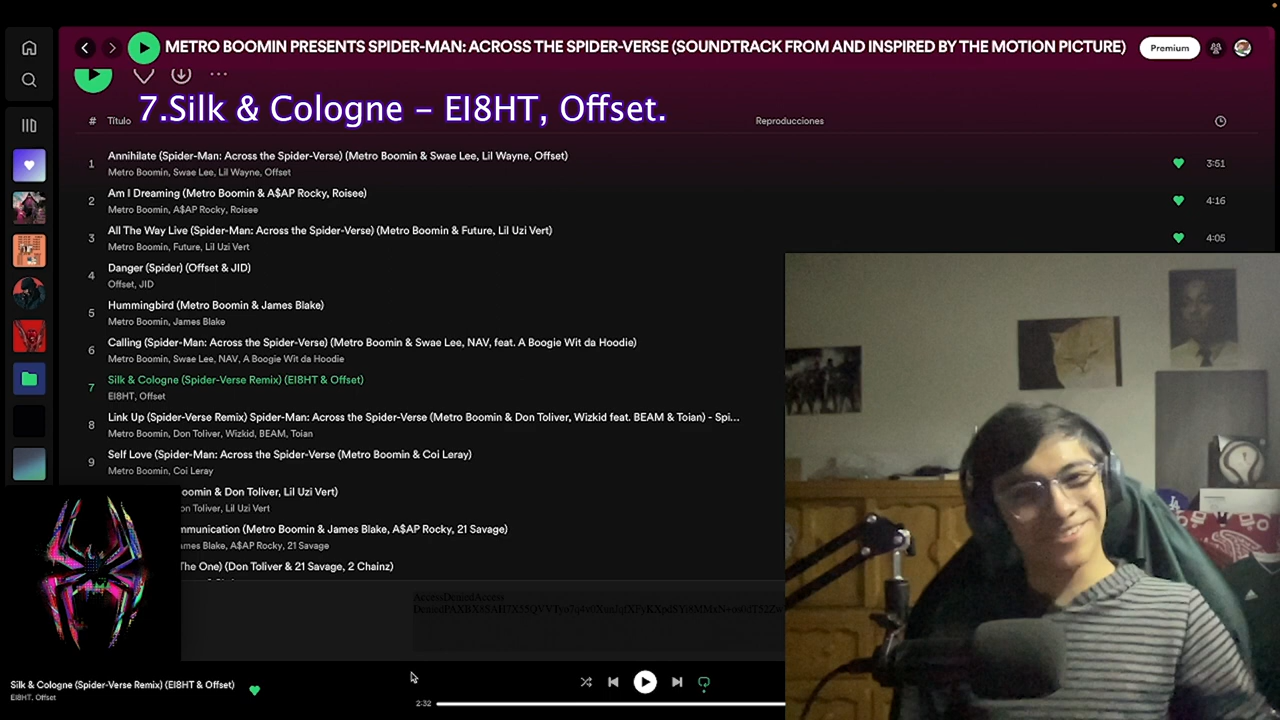 METRO BOOMIN PRESENTS SPIDER-MAN: ACROSS THE SPIDER-VERSE (SOUNDTRACK FROM AND INSPIRED BY THE MOTION PICTURE)
Premium
7.Silk & Cologne – EI8HT, Offset.
# Título Reproducciones
1 Annihilate (Spider-Man: Across the Spider-Verse) (Metro Boomin & Swae Lee, Lil Wayne, Offset) 3:51
Metro Boomin, Swae Lee, Lil Wayne, Offset
2 Am I Dreaming (Metro Boomin & A$AP Rocky, Roisee) 4:16
Metro Boomin, A$AP Rocky, Roisee
3 All The Way Live (Spider-Man: Across the Spider-Verse) (Metro Boomin & Future, Lil Uzi Vert) 4:05
Metro Boomin, Future, Lil Uzi Vert
4 Danger (Spider) (Offset & JID)
Offset, JID
5 Hummingbird (Metro Boomin & James Blake)
Metro Boomin, James Blake
6 Calling (Spider-Man: Across the Spider-Verse) (Metro Boomin & Swae Lee, NAV, feat. A Boogie Wit da Hoodie)
Metro Boomin, Swae Lee, NAV, A Boogie Wit da Hoodie
7 Silk & Cologne (Spider-Verse Remix) (EI8HT & Offset)
EI8HT, Offset
8 Link Up (Spider-Verse Remix) Spider-Man: Across the Spider-Verse (Metro Boomin & Don Toliver, Wizkid feat. BEAM & Toian) - Spi...
Metro Boomin, Don Toliver, Wizkid, BEAM, Toian
9 Self Love (Spider-Man: Across the Spider-Verse (Metro Boomin & Coi Leray)
Metro Boomin, Coi Leray
oomin & Don Toliver, Lil Uzi Vert)
on Toliver, Lil Uzi Vert
mmunication (Metro Boomin & James Blake, A$AP Rocky, 21 Savage)
ames Blake, A$AP Rocky, 21 Savage
The One) (Don Toliver & 21 Savage, 2 Chainz)
AccessDeniedAccess
Silk & Cologne (Spider-Verse Remix) (EI8HT & Offset)
EI8HT, Offset
2:32